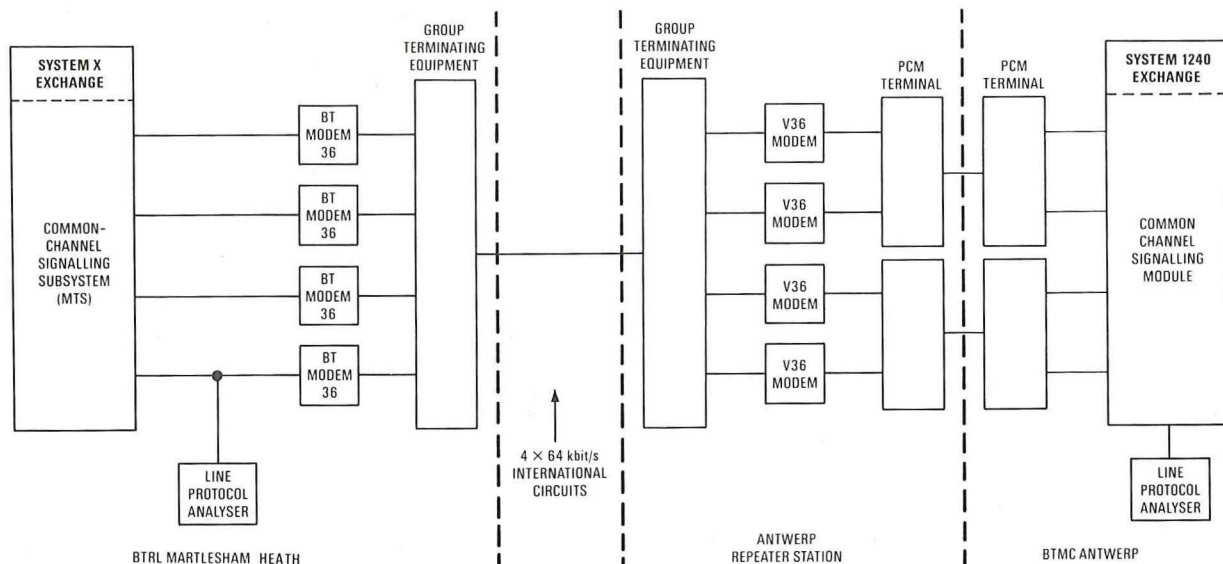 SYSTEM X
EXCHANGE
COMMON-
CHANNEL
SIGNALLING
SUBSYSTEM
(MTS)
BT
MODEM
36
BT
MODEM
36
BT
MODEM
36
BT
MODEM
36
LINE
PROTOCOL
ANALYSER
GROUP
TERMINATING
EQUIPMENT
BTRL MARTLESHAM HEATH
4 × 64 kbit/s
INTERNATIONAL
CIRCUITS
GROUP
TERMINATING
EQUIPMENT
V36
MODEM
V36
MODEM
V36
MODEM
V36
MODEM
PCM
TERMINAL
ANTWERP
REPEATER STATION
PCM
TERMINAL
SYSTEM 1240
EXCHANGE
COMMON
CHANNEL
SIGNALLING
MODULE
LINE
PROTOCOL
ANALYSER
BTMC ANTWERP